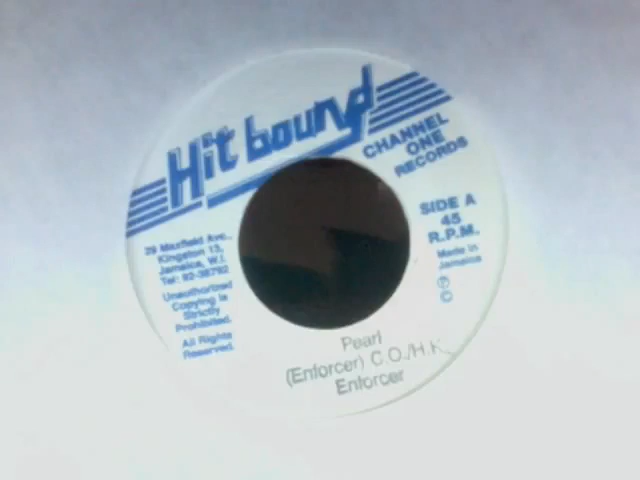 Hit bound
CHANNEL
ONE
RECORDS
SIDE A
45
R.P.M.
Made in
Jamaica
℗
©
29 Maxfield Ave.,
Kingston 13,
Jamaica, W.I.
Tel: 92-38792
Unauthorized
Copying is
Strictly
Prohibited.
All Rights
Reserved.
Pearl
(Enforcer) C.O./H.K.
Enforcer